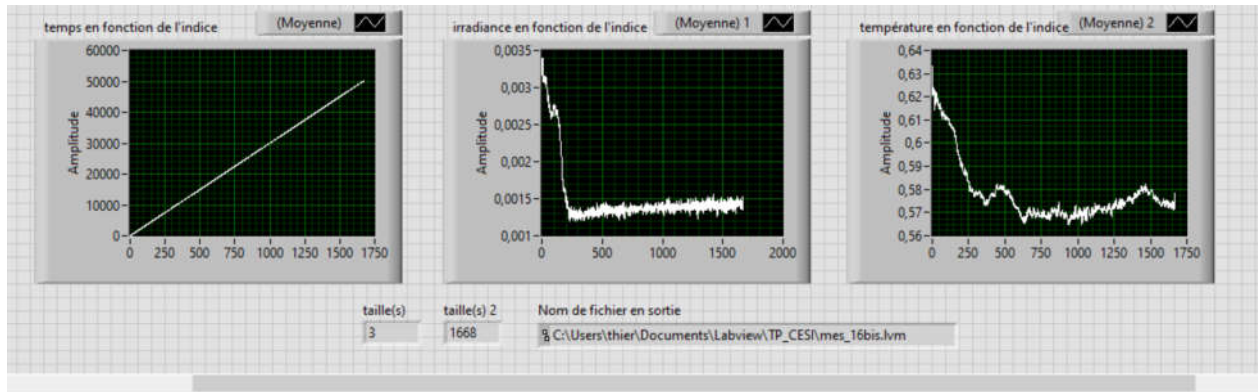 temps en fonction de l'indice (Moyenne)
Amplitude
60000
50000
40000
30000
20000
10000
0
0 250 500 750 1000 1250 1500 1750
irradiance en fonction de l'indice (Moyenne) 1
Amplitude
0,0035
0,003
0,0025
0,002
0,0015
0,001
0 500 1000 1500 2000
température en fonction de l'indice (Moyenne) 2
Amplitude
0,64
0,63
0,62
0,61
0,6
0,59
0,58
0,57
0,56
0 250 500 750 1000 1250 1500 1750
taille(s) taille(s) 2 Nom de fichier en sortie
3 1668 C:\Users\thier\Documents\Labview\TP_CESI\mes_16bis.lvm